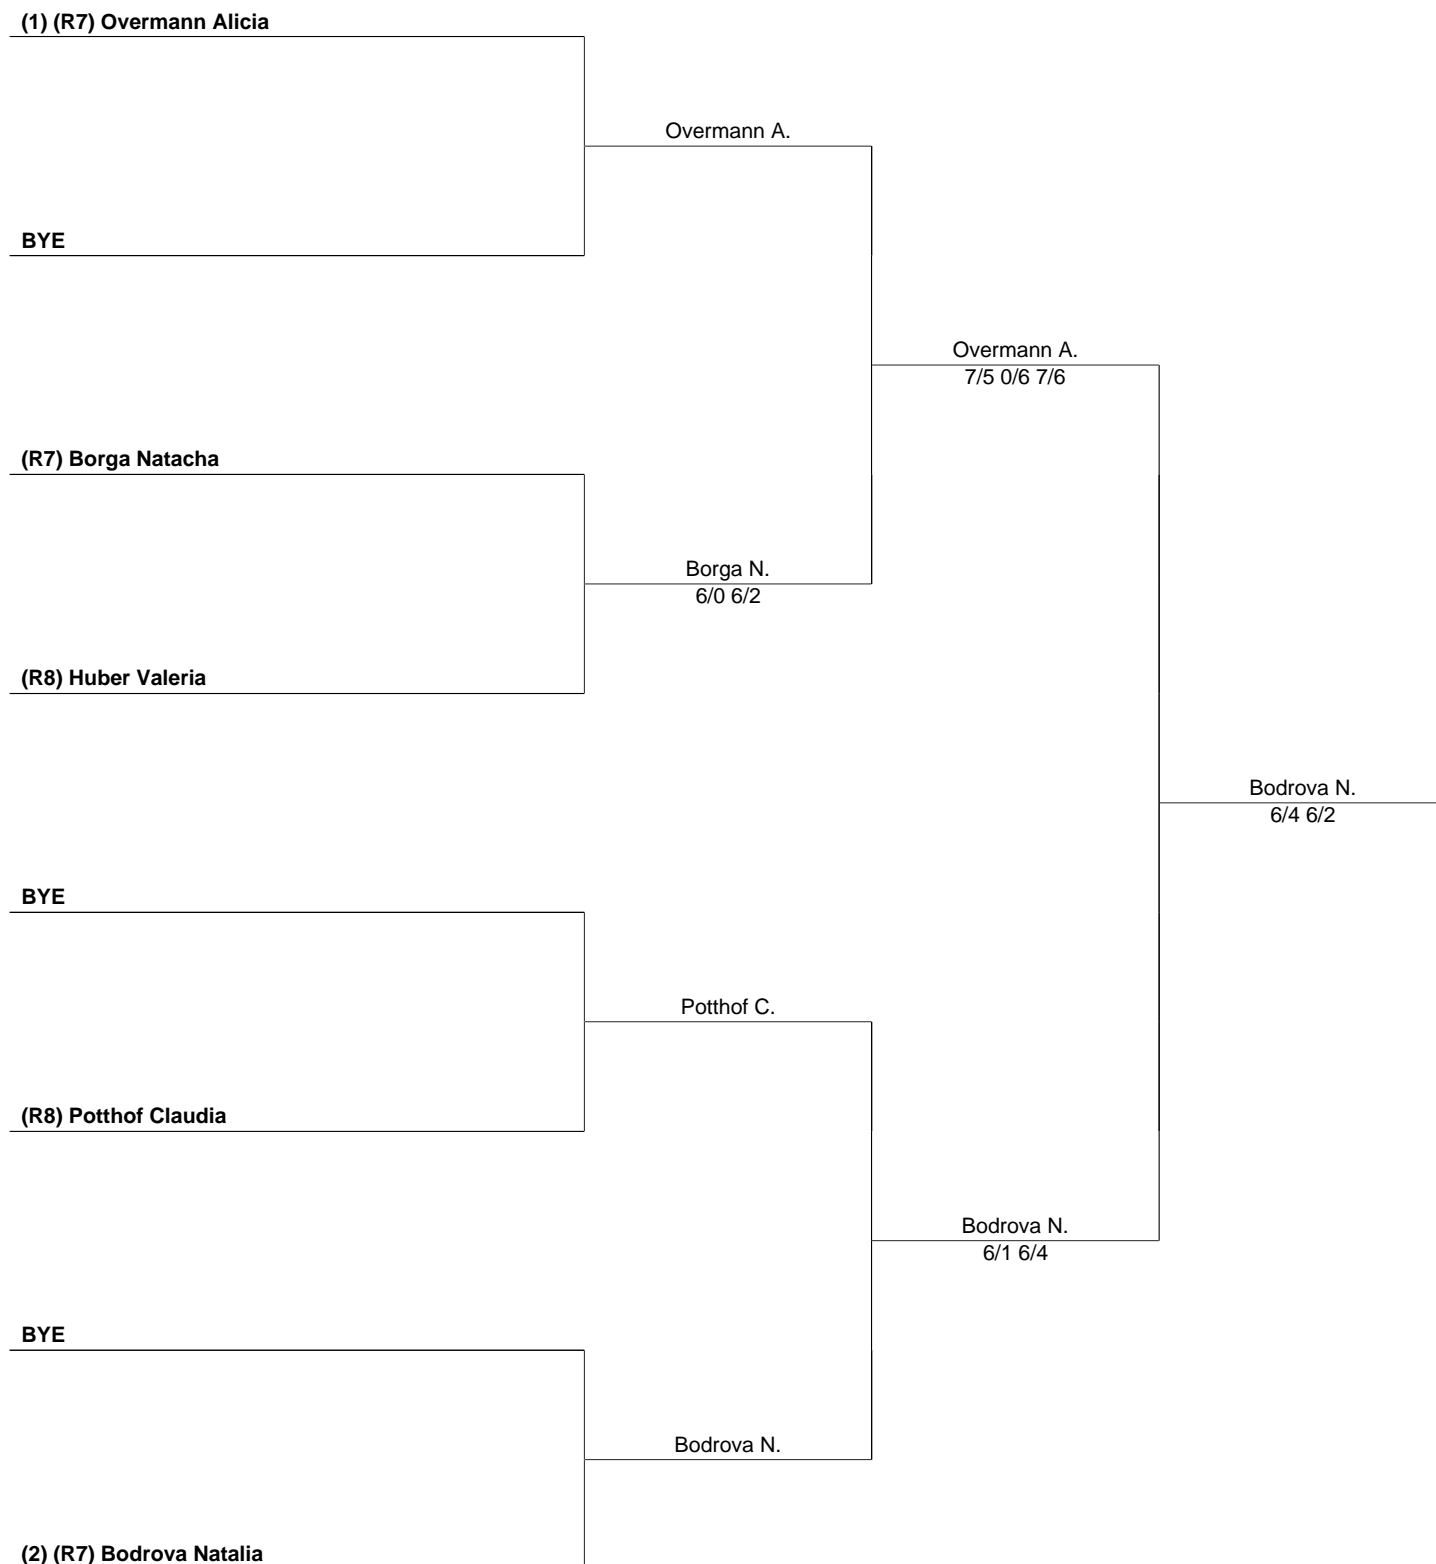 (1) (R7) Overmann Alicia
Overmann A.
BYE
Overmann A.
7/5 0/6 7/6
(R7) Borga Natacha
Borga N.
6/0 6/2
(R8) Huber Valeria
Bodrova N.
6/4 6/2
BYE
Potthof C.
(R8) Potthof Claudia
Bodrova N.
6/1 6/4
BYE
Bodrova N.
(2) (R7) Bodrova Natalia